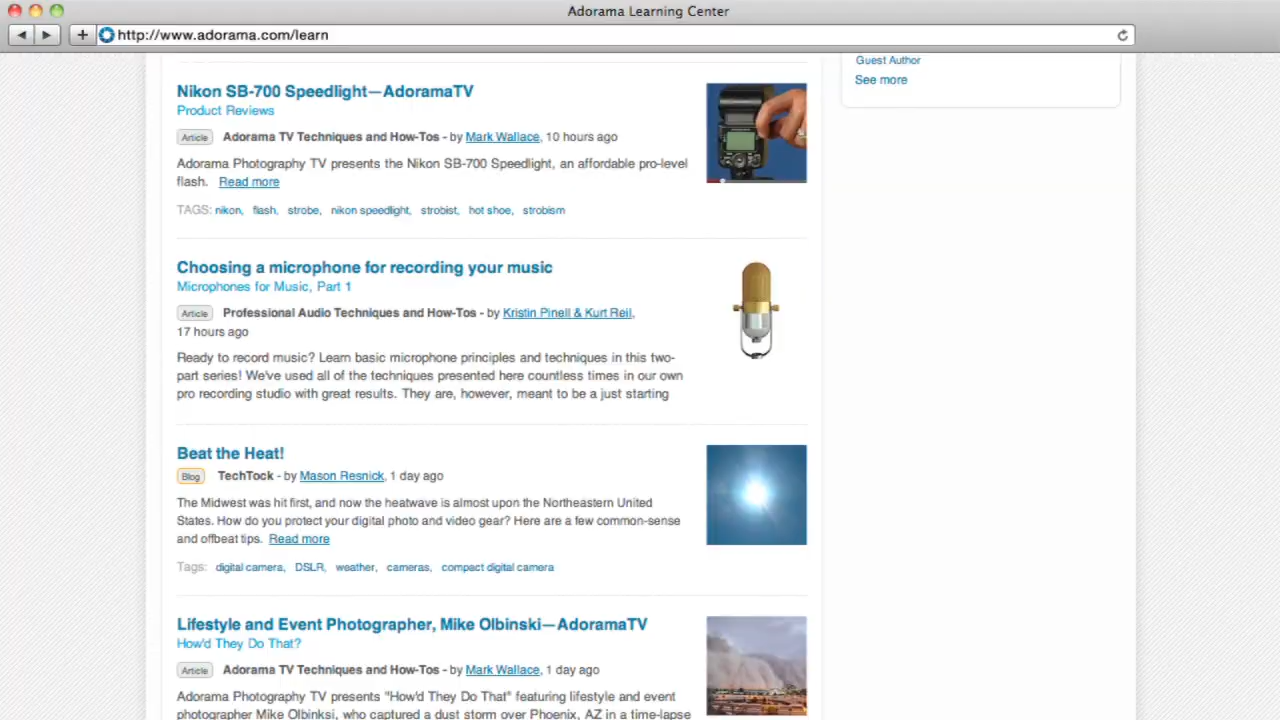 Adorama Learning Center
http://www.adorama.com/learn
Guest Author
See more
Nikon SB-700 Speedlight—AdoramaTV
Product Reviews
Article Adorama TV Techniques and How-Tos - by Mark Wallace, 10 hours ago
Adorama Photography TV presents the Nikon SB-700 Speedlight, an affordable pro-level
flash. Read more
TAGS: nikon, flash, strobe, nikon speedlight, strobist, hot shoe, strobism
Choosing a microphone for recording your music
Microphones for Music, Part 1
Article Professional Audio Techniques and How-Tos - by Kristin Pinell & Kurt Reil,
17 hours ago
Ready to record music? Learn basic microphone principles and techniques in this two-
part series! We've used all of the techniques presented here countless times in our own
pro recording studio with great results. They are, however, meant to be a just starting
Beat the Heat!
Blog TechTock - by Mason Resnick, 1 day ago
The Midwest was hit first, and now the heatwave is almost upon the Northeastern United
States. How do you protect your digital photo and video gear? Here are a few common-sense
and offbeat tips. Read more
Tags: digital camera, DSLR, weather, cameras, compact digital camera
Lifestyle and Event Photographer, Mike Olbinski—AdoramaTV
How'd They Do That?
Article Adorama TV Techniques and How-Tos - by Mark Wallace, 1 day ago
Adorama Photography TV presents "How'd They Do That" featuring lifestyle and event
photographer Mike Olbinksi, who captured a dust storm over Phoenix, AZ in a time-lapse